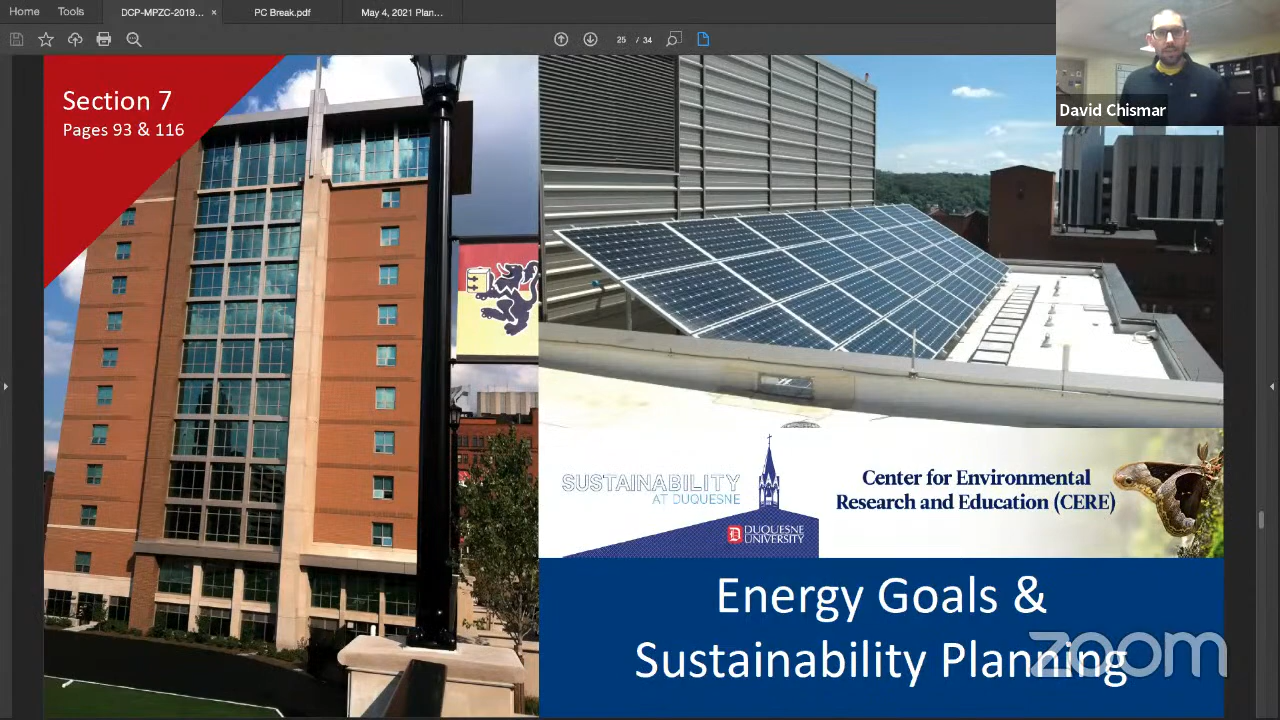 Home
Tools
DCP-MPZC-2019...
×
PC Break.pdf
May 4, 2021 Plan...
25 / 34
David Chismar
Section 7
Pages 93 & 116
SUSTAINABILITY
AT DUQUESNE
D DUQUESNE
UNIVERSITY
Center for Environmental
Research and Education (CERE)
Energy Goals &
Sustainability Planning
zoom